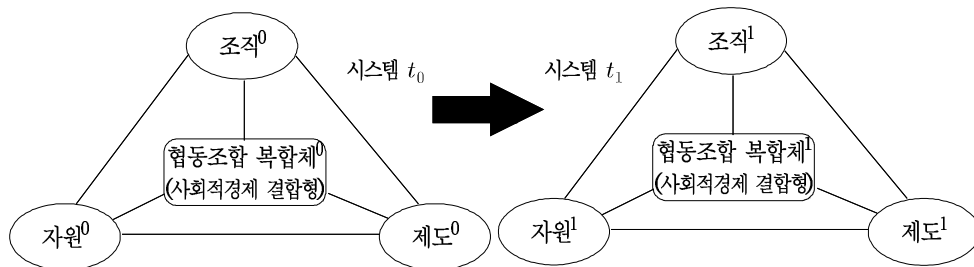 조직⁰
시스템 t₀
협동조합 복합체⁰
(사회적경제 결합형)
자원⁰
제도⁰
시스템 t₁
조직¹
협동조합 복합체¹
(사회적경제 결합형)
자원¹
제도¹